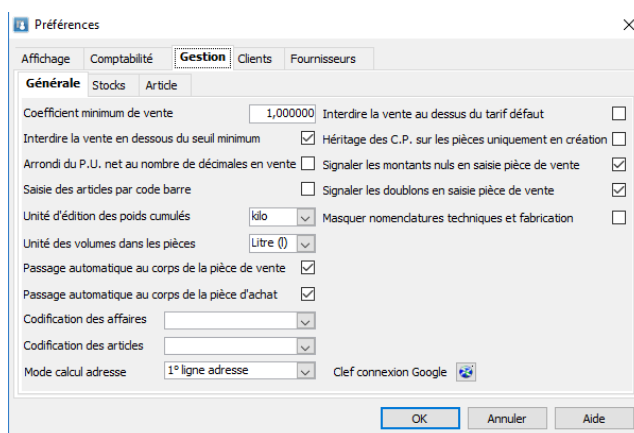 Préférences
Affichage Comptabilité Gestion Clients Fournisseurs
Générale Stocks Article
Coefficient minimum de vente 1,000000 Interdire la vente au dessus du tarif défaut
Interdire la vente en dessous du seuil minimum Héritage des C.P. sur les pièces uniquement en création
Arrondi du P.U. net au nombre de décimales en vente Signaler les montants nuls en saisie pièce de vente
Saisie des articles par code barre Signaler les doublons en saisie pièce de vente
Unité d'édition des poids cumulés kilo Masquer nomenclatures techniques et fabrication
Unité des volumes dans les pièces Litre (l)
Passage automatique au corps de la pièce de vente
Passage automatique au corps de la pièce d'achat
Codification des affaires
Codification des articles
Mode calcul adresse 1° ligne adresse Clef connexion Google
OK Annuler Aide